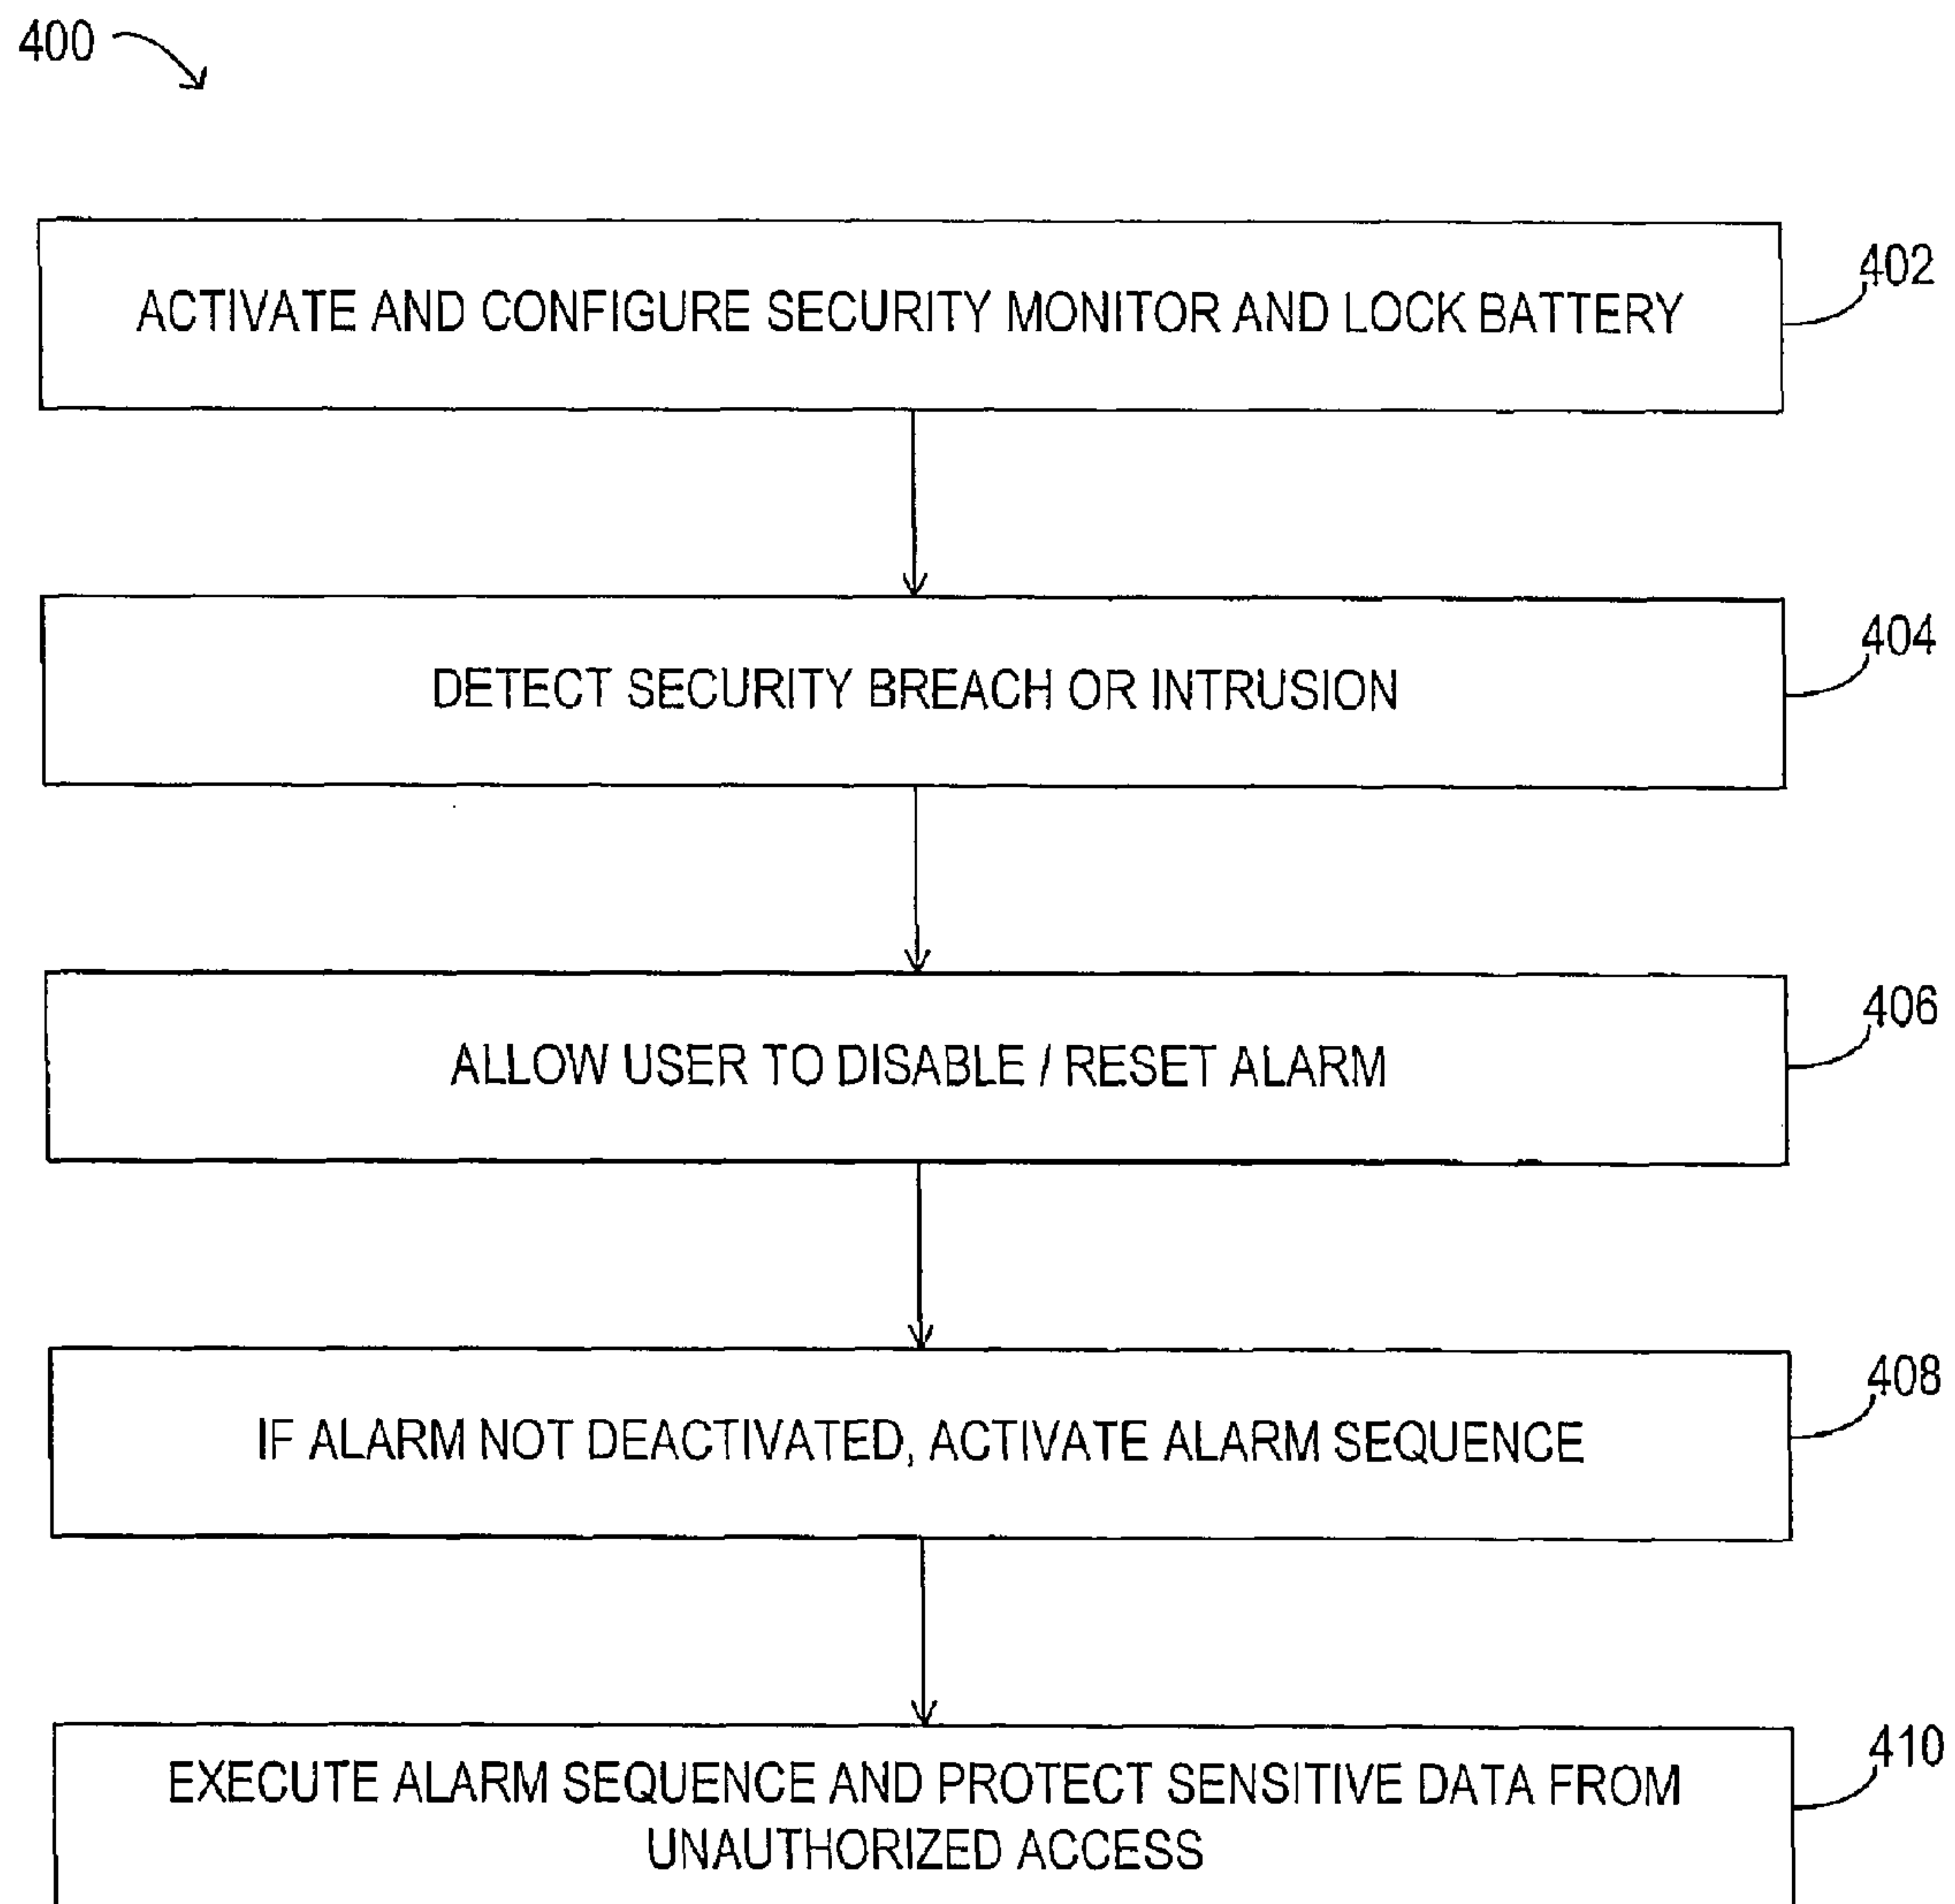 400
ACTIVATE AND CONFIGURE SECURITY MONITOR AND LOCK BATTERY
402
DETECT SECURITY BREACH OR INTRUSION
404
ALLOW USER TO DISABLE / RESET ALARM
406
IF ALARM NOT DEACTIVATED, ACTIVATE ALARM SEQUENCE
408
EXECUTE ALARM SEQUENCE AND PROTECT SENSITIVE DATA FROM
UNAUTHORIZED ACCESS
410